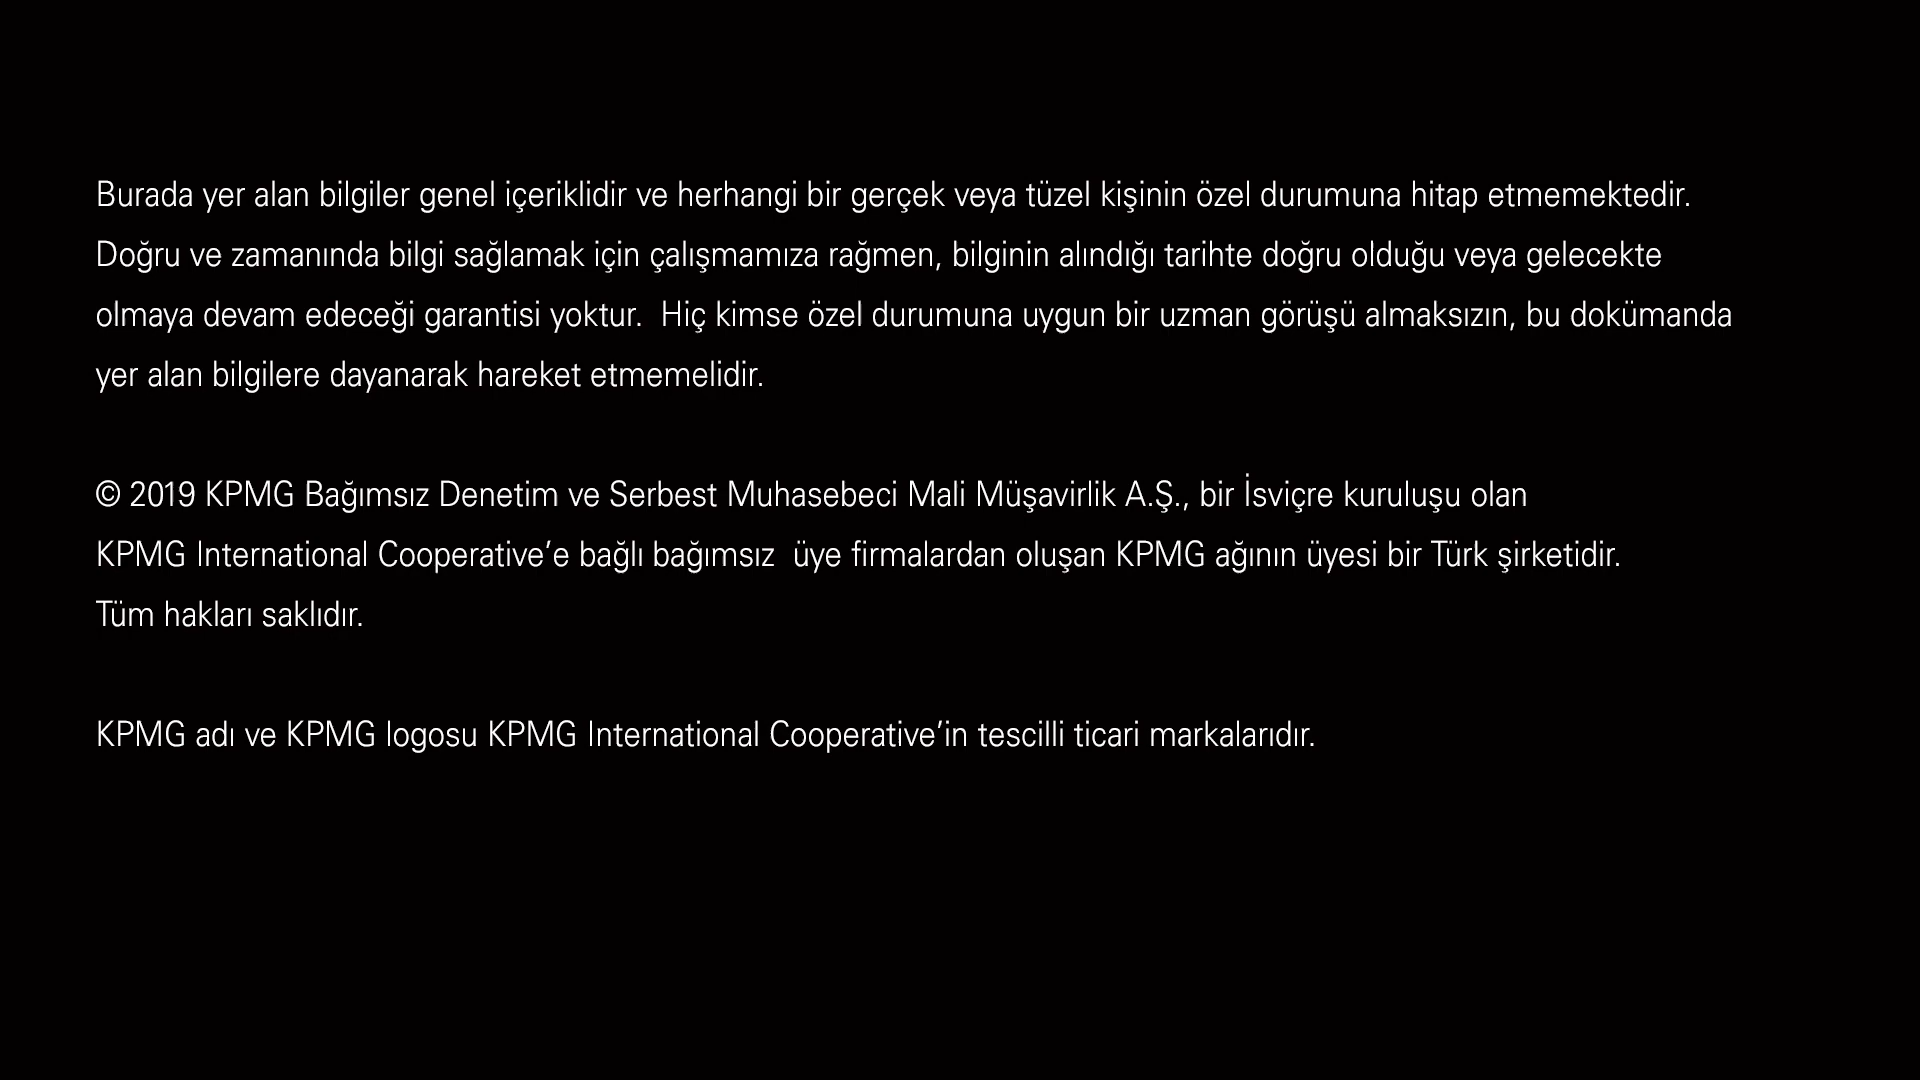 Burada yer alan bilgiler genel içeriklidir ve herhangi bir gerçek veya tüzel kişinin özel durumuna hitap etmemektedir.
Doğru ve zamanında bilgi sağlamak için çalışmamıza rağmen, bilginin alındığı tarihte doğru olduğu veya gelecekte
olmaya devam edeceği garantisi yoktur.  Hiç kimse özel durumuna uygun bir uzman görüşü almaksızın, bu dokümanda
yer alan bilgilere dayanarak hareket etmemelidir.
© 2019 KPMG Bağımsız Denetim ve Serbest Muhasebeci Mali Müşavirlik A.Ş., bir İsviçre kuruluşu olan
KPMG International Cooperative’e bağlı bağımsız  üye firmalardan oluşan KPMG ağının üyesi bir Türk şirketidir.
Tüm hakları saklıdır.
KPMG adı ve KPMG logosu KPMG International Cooperative’in tescilli ticari markalarıdır.